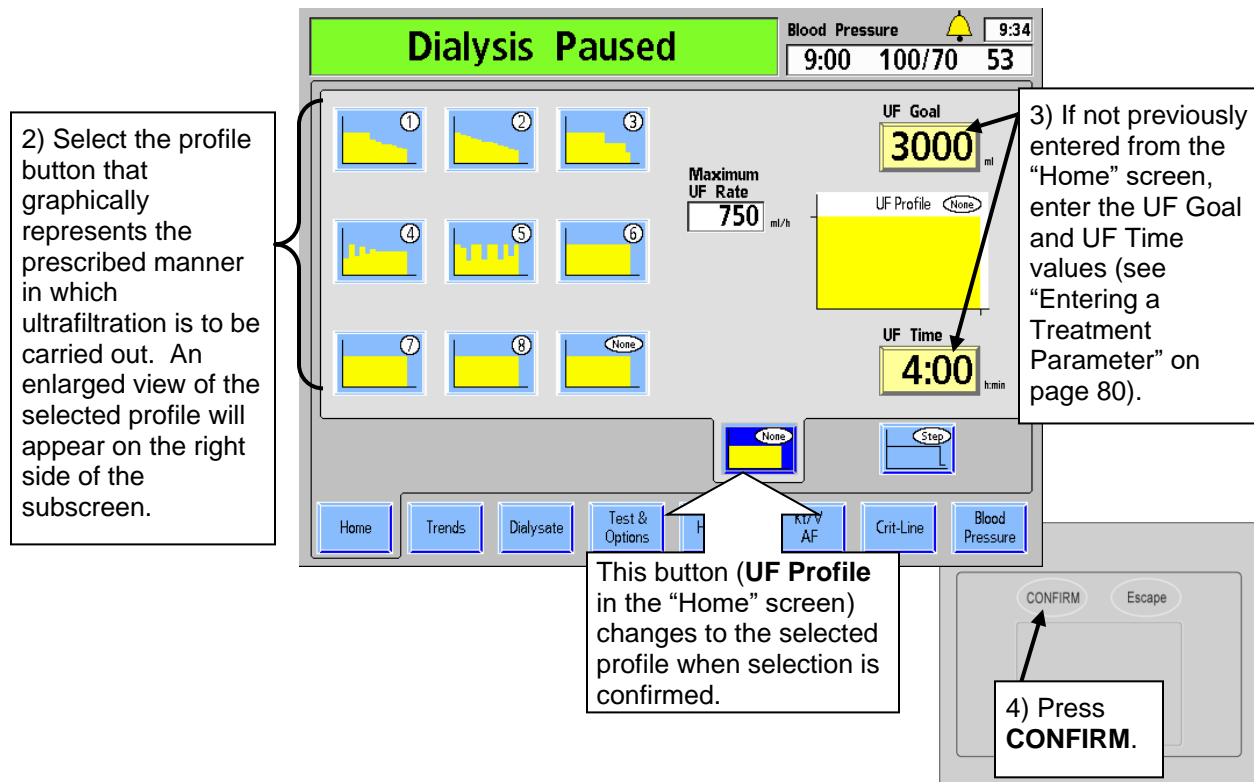 Dialysis Paused
Blood Pressure
9:34
9:00 100/70 53
2) Select the profile
button that
graphically
represents the
prescribed manner
in which
ultrafiltration is to be
carried out. An
enlarged view of the
selected profile will
appear on the right
side of the
subscreen.
1
2
3
4
5
6
7
8
None
Maximum
UF Rate
750 ml/h
UF Goal
3000 ml
UF Profile None
UF Time
4:00 h:min
3) If not previously
entered from the
“Home” screen,
enter the UF Goal
and UF Time
values (see
“Entering a
Treatment
Parameter” on
page 80).
None
Step
Home
Trends
Dialysate
Test &
Options
H
Kt/V
AF
Crit-Line
Blood
Pressure
This button (UF Profile
in the “Home” screen)
changes to the selected
profile when selection is
confirmed.
CONFIRM
Escape
4) Press
CONFIRM.